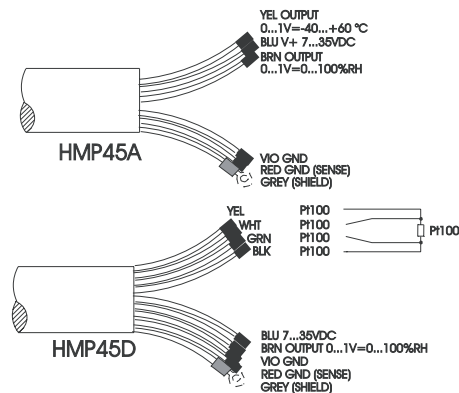 YEL OUTPUT
0...1V=-40...+60 °C
BLU V+ 7...35VDC
BRN OUTPUT
0...1V=0...100%RH
HMP45A
VIO GND
RED GND (SENSE)
GREY (SHIELD)
YEL Pt100
WHT Pt100
GRN Pt100
BLK Pt100
Pt100
HMP45D
BLU 7...35VDC
BRN OUTPUT 0...1V=0...100%RH
VIO GND
RED GND (SENSE)
GREY (SHIELD)